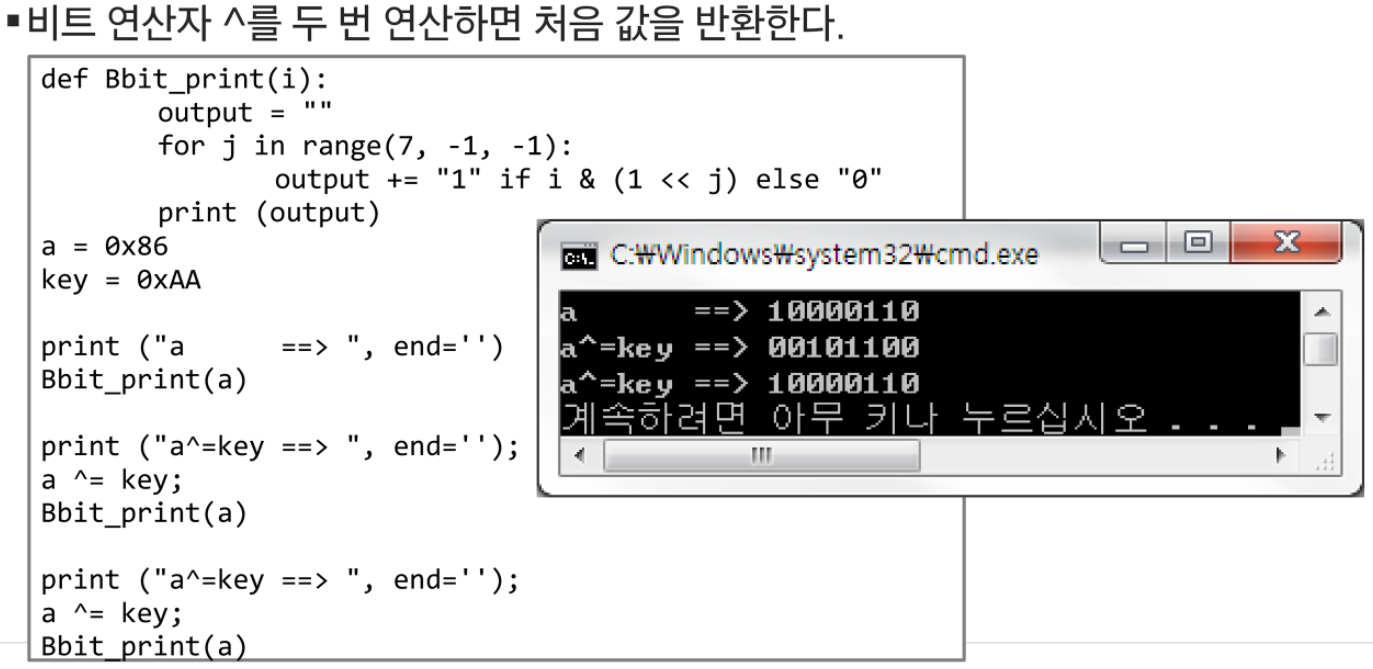 ▪비트 연산자 ^를 두 번 연산하면 처음 값을 반환한다.
def Bbit_print(i):
        output = ""
        for j in range(7, -1, -1):
                output += "1" if i & (1 << j) else "0"
        print (output)
a = 0x86
key = 0xAA
print ("a      ==> ", end='')
Bbit_print(a)
print ("a^=key ==> ", end='');
a ^= key;
Bbit_print(a)
print ("a^=key ==> ", end='');
a ^= key;
Bbit_print(a)
C:₩Windows₩system32₩cmd.exe
a      ==> 10000110
a^=key ==> 00101100
a^=key ==> 10000110
계속하려면 아무 키나 누르십시오 . . .